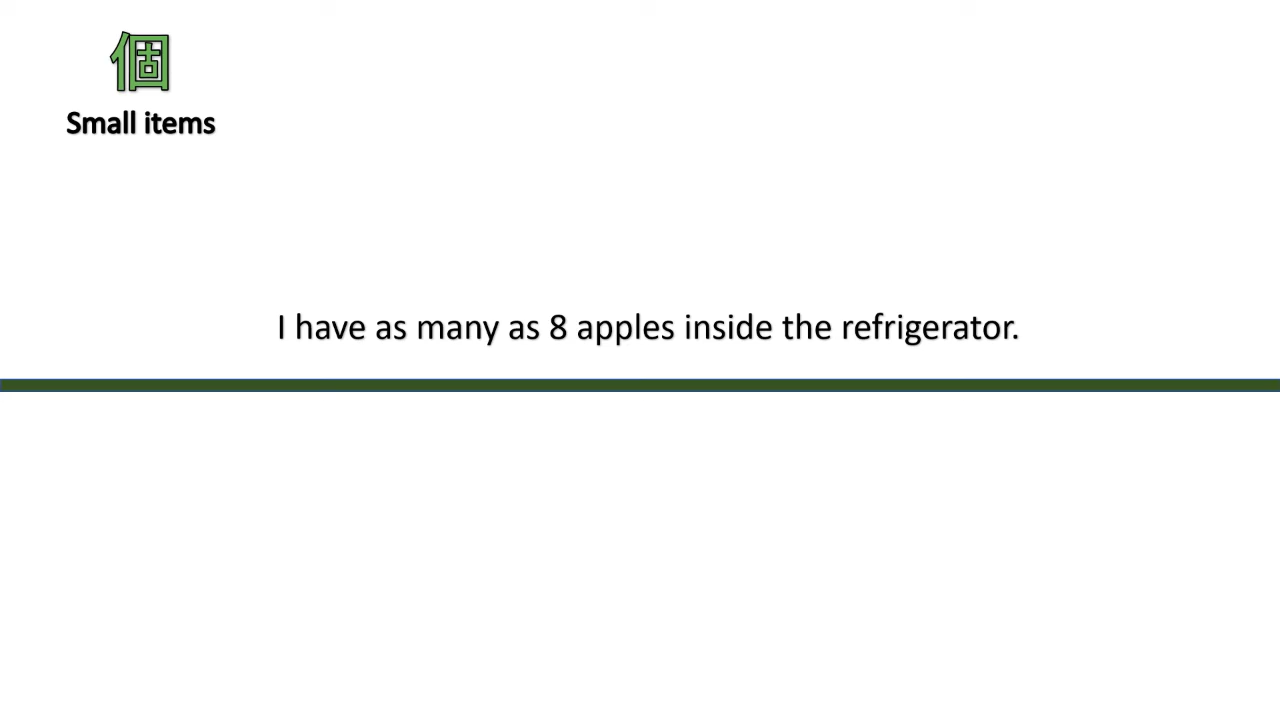 個
Small items
I have as many as 8 apples inside the refrigerator.